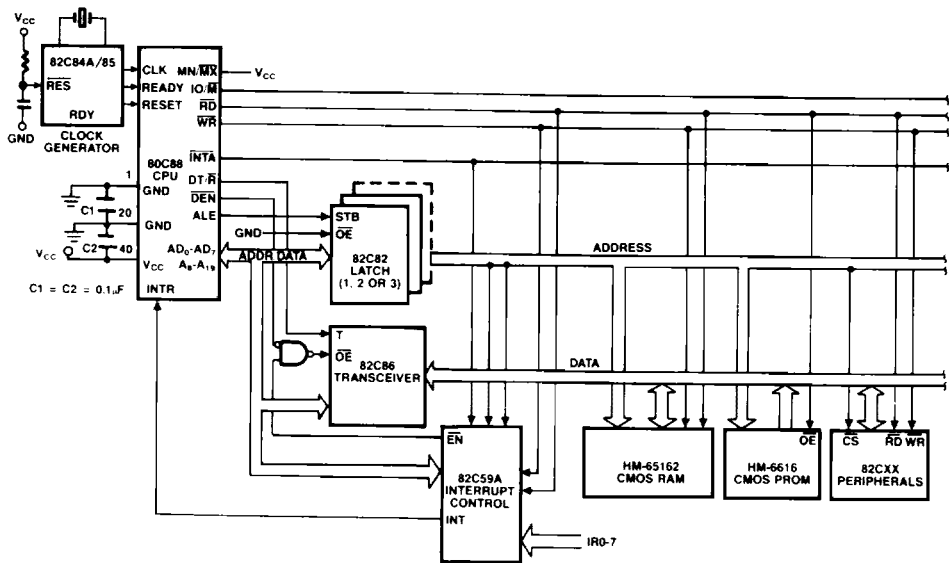 VCC
82C84A/85
RES
RDY
GND
CLOCK
GENERATOR
CLK
READY
RESET
MN/MX
IO/M
RD
WR
VCC
80C88
CPU
INTA
DT/R
DEN
ALE
1
GND
C1
20
GND
C2
40
VCC
VCC
AD0-AD7
A8-A19
INTR
C1 = C2 = 0.1μF
GND
ADDR/DATA
STB
OE
82C82
LATCH
(1, 2 OR 3)
ADDRESS
T
OE
82C86
TRANSCEIVER
DATA
EN
82C59A
INTERRUPT
CONTROL
INT
IR0-7
HM-65162
CMOS RAM
OE
HM-6616
CMOS PROM
CS
RD WR
82CXX
PERIPHERALS